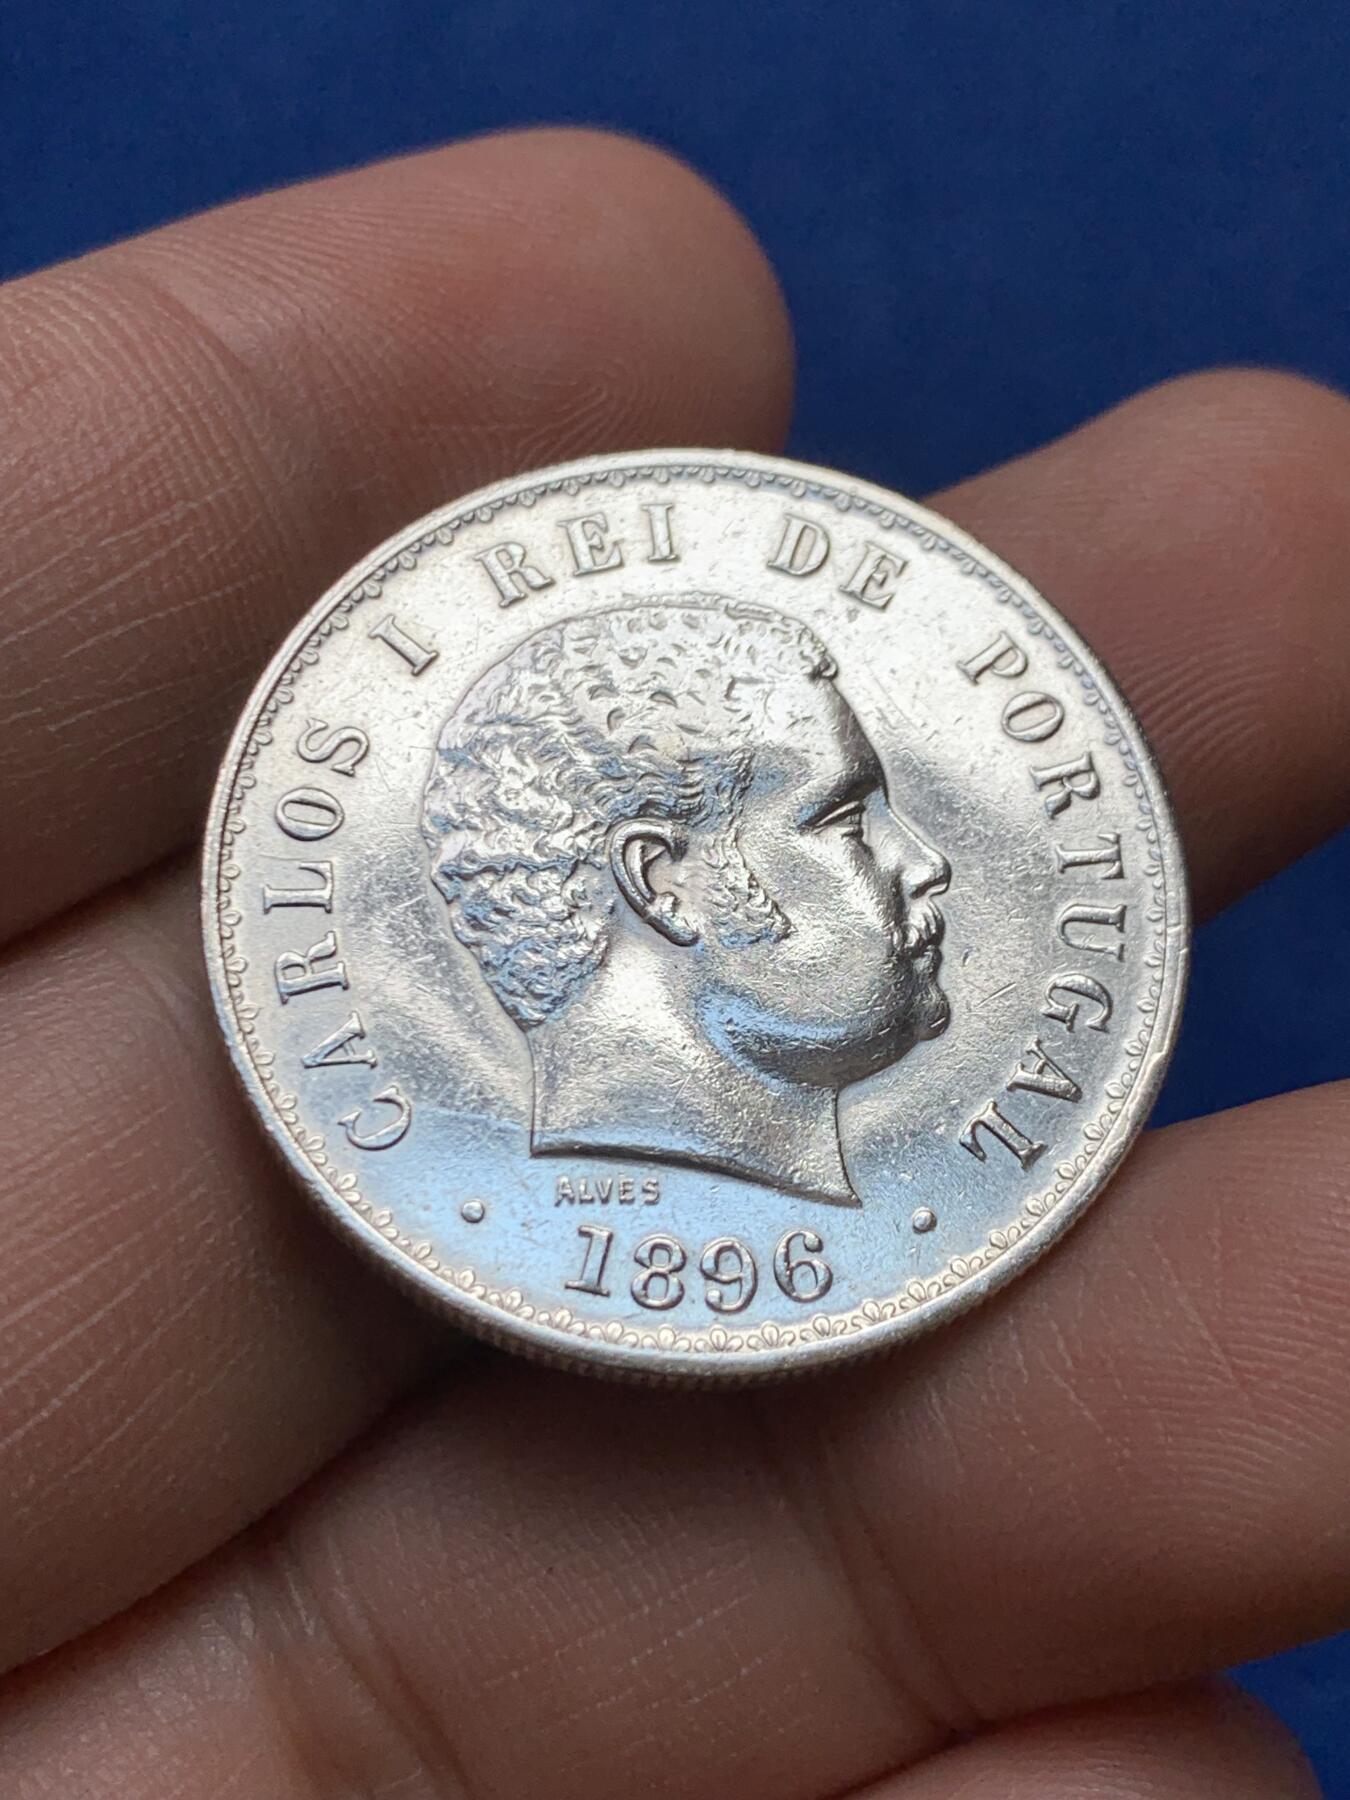 CARLOS I REI DE PORTUGAL
ALVES
1896